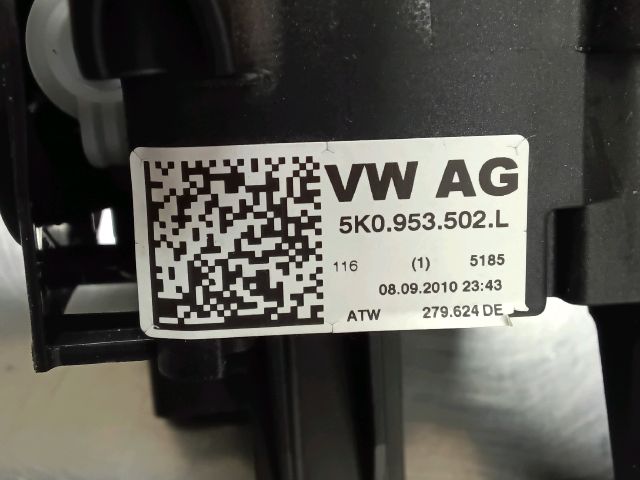 VW AG
5K0.953.502.L
116 (1) 5185
08.09.2010 23:43
ATW 279.624 DE